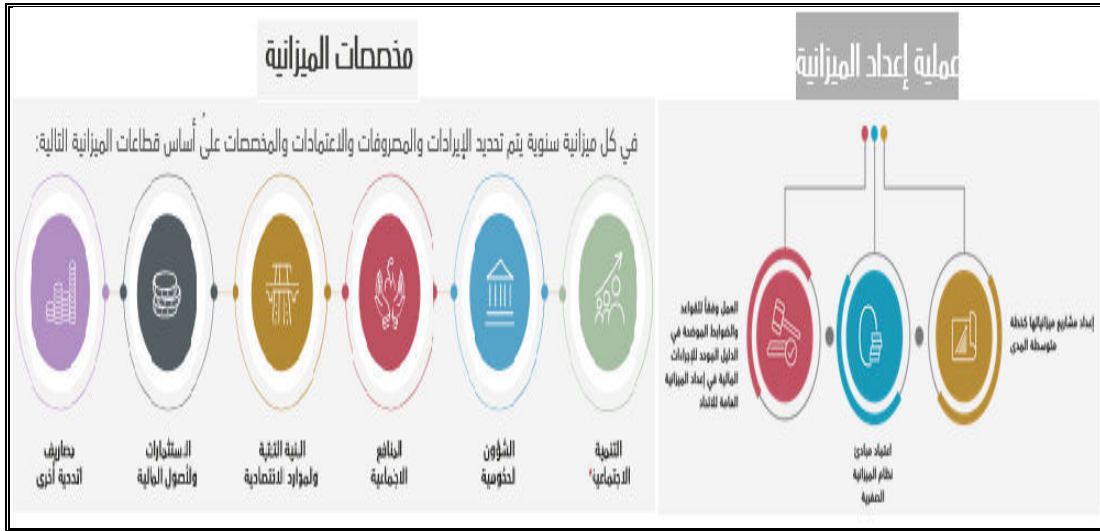 عملية إعداد الميزانية
إعداد مشاريع ميزانياتها كخطة
متوسطة المدى
اعتماد مبادئ
نظام الميزانية
الصفرية
العمل وفقاً للقواعد
والضوابط الموضحة في
الدليل الموحد للإجراءات
المالية في إعداد الميزانية
العامة للاتحاد
مخصصات الميزانية
في كل ميزانية سنوية يتم تحديد الإيرادات والمصروفات والاعتمادات والمخصصات على أساس قطاعات الميزانية التالية:
التنمية
الاجتماعية*
الشؤون
الحكومية
المنافع
الاجتماعية
البنية التحتية
والموارد الاقتصادية
الاستثمارات
والأصول المالية
مصاريف
اتحادية أخرى